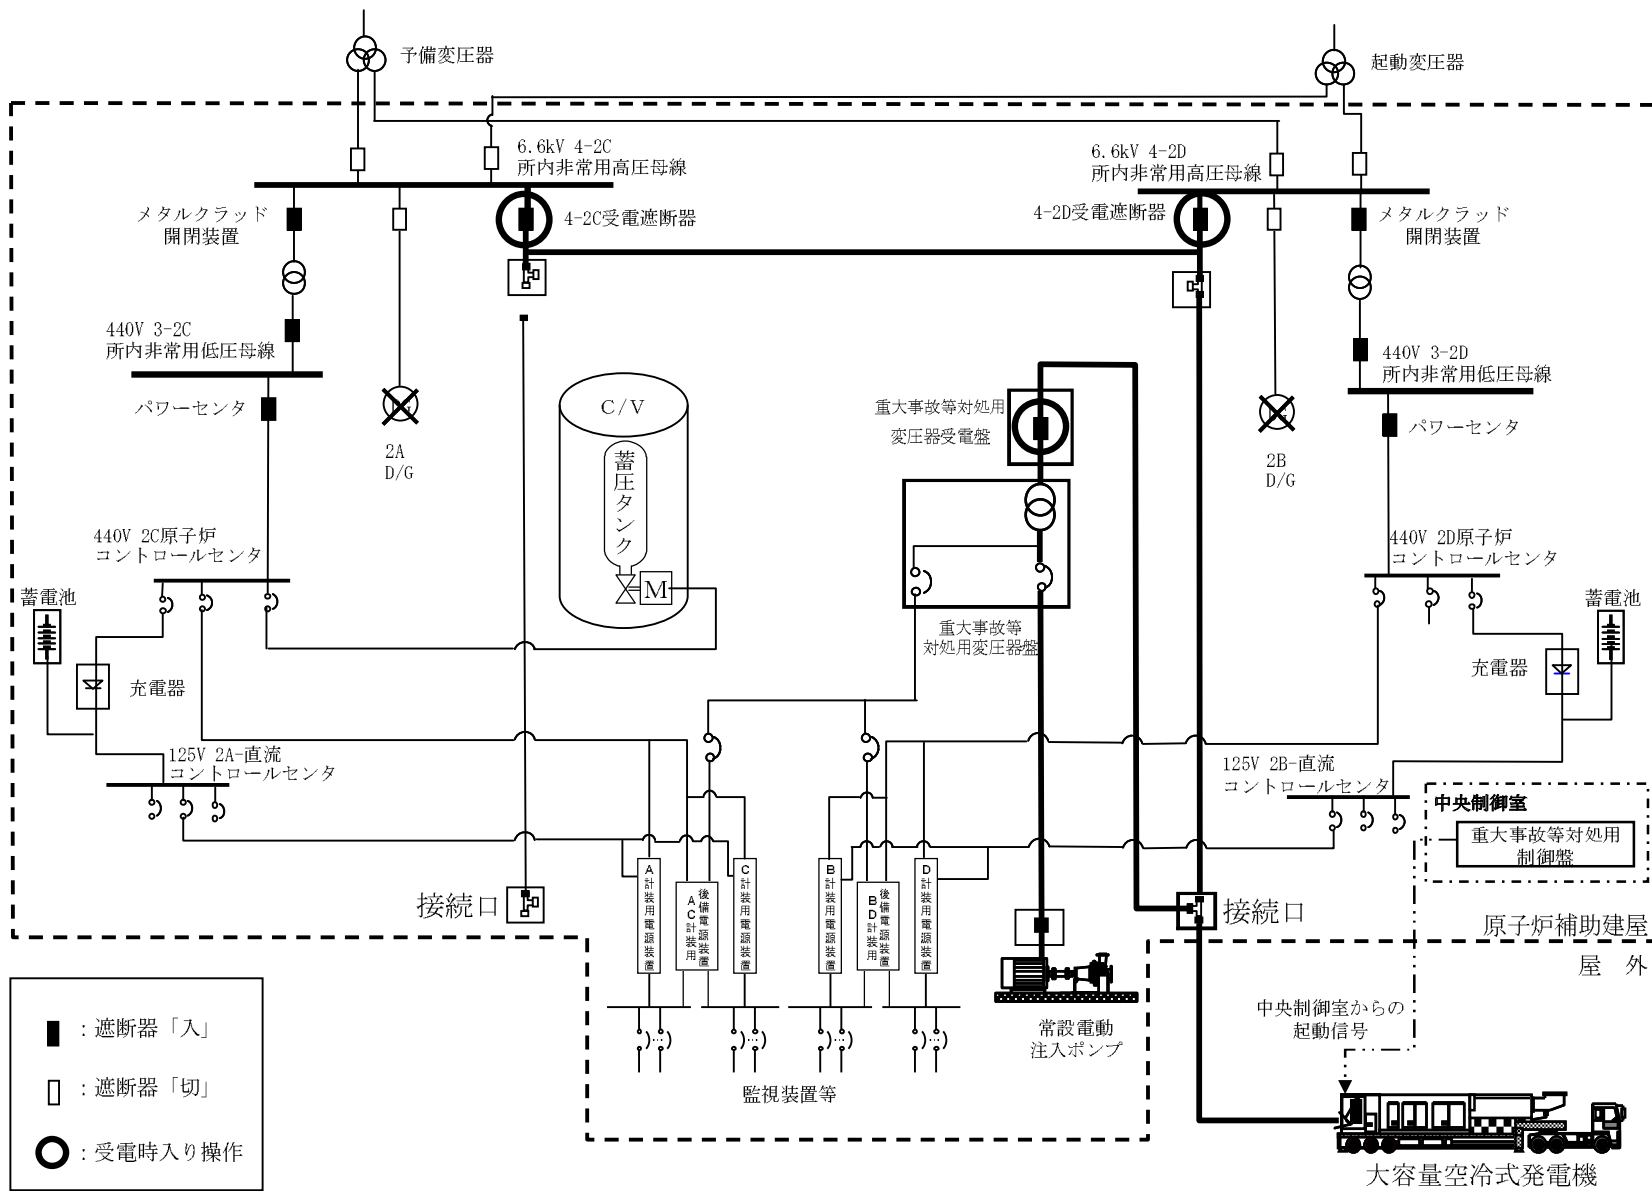 予備変圧器
起動変圧器
6.6kV 4-2C
所内非常用高圧母線
6.6kV 4-2D
所内非常用高圧母線
メタルクラッド
開閉装置
4-2C受電遮断器
4-2D受電遮断器
メタルクラッド
開閉装置
440V 3-2C
所内非常用低圧母線
440V 3-2D
所内非常用低圧母線
パワーセンタ
C/V
重大事故等対処用
変圧器受電盤
パワーセンタ
2A
D/G
蓄圧タンク
2B
D/G
440V 2C原子炉
コントロールセンタ
440V 2D原子炉
コントロールセンタ
蓄電池
M
蓄電池
重大事故等
対処用変圧器盤
充電器
充電器
125V 2A-直流
コントロールセンタ
125V 2B-直流
コントロールセンタ
中央制御室
重大事故等対処用
制御盤
A計装用電源装置
後備電源装置
AC計装用
C計装用電源装置
B計装用電源装置
後備電源装置
BD計装用
D計装用電源装置
接続口
接続口
原子炉補助建屋
屋 外
中央制御室からの
起動信号
常設電動
注入ポンプ
監視装置等
:遮断器「入」
:遮断器「切」
:受電時入り操作
大容量空冷式発電機